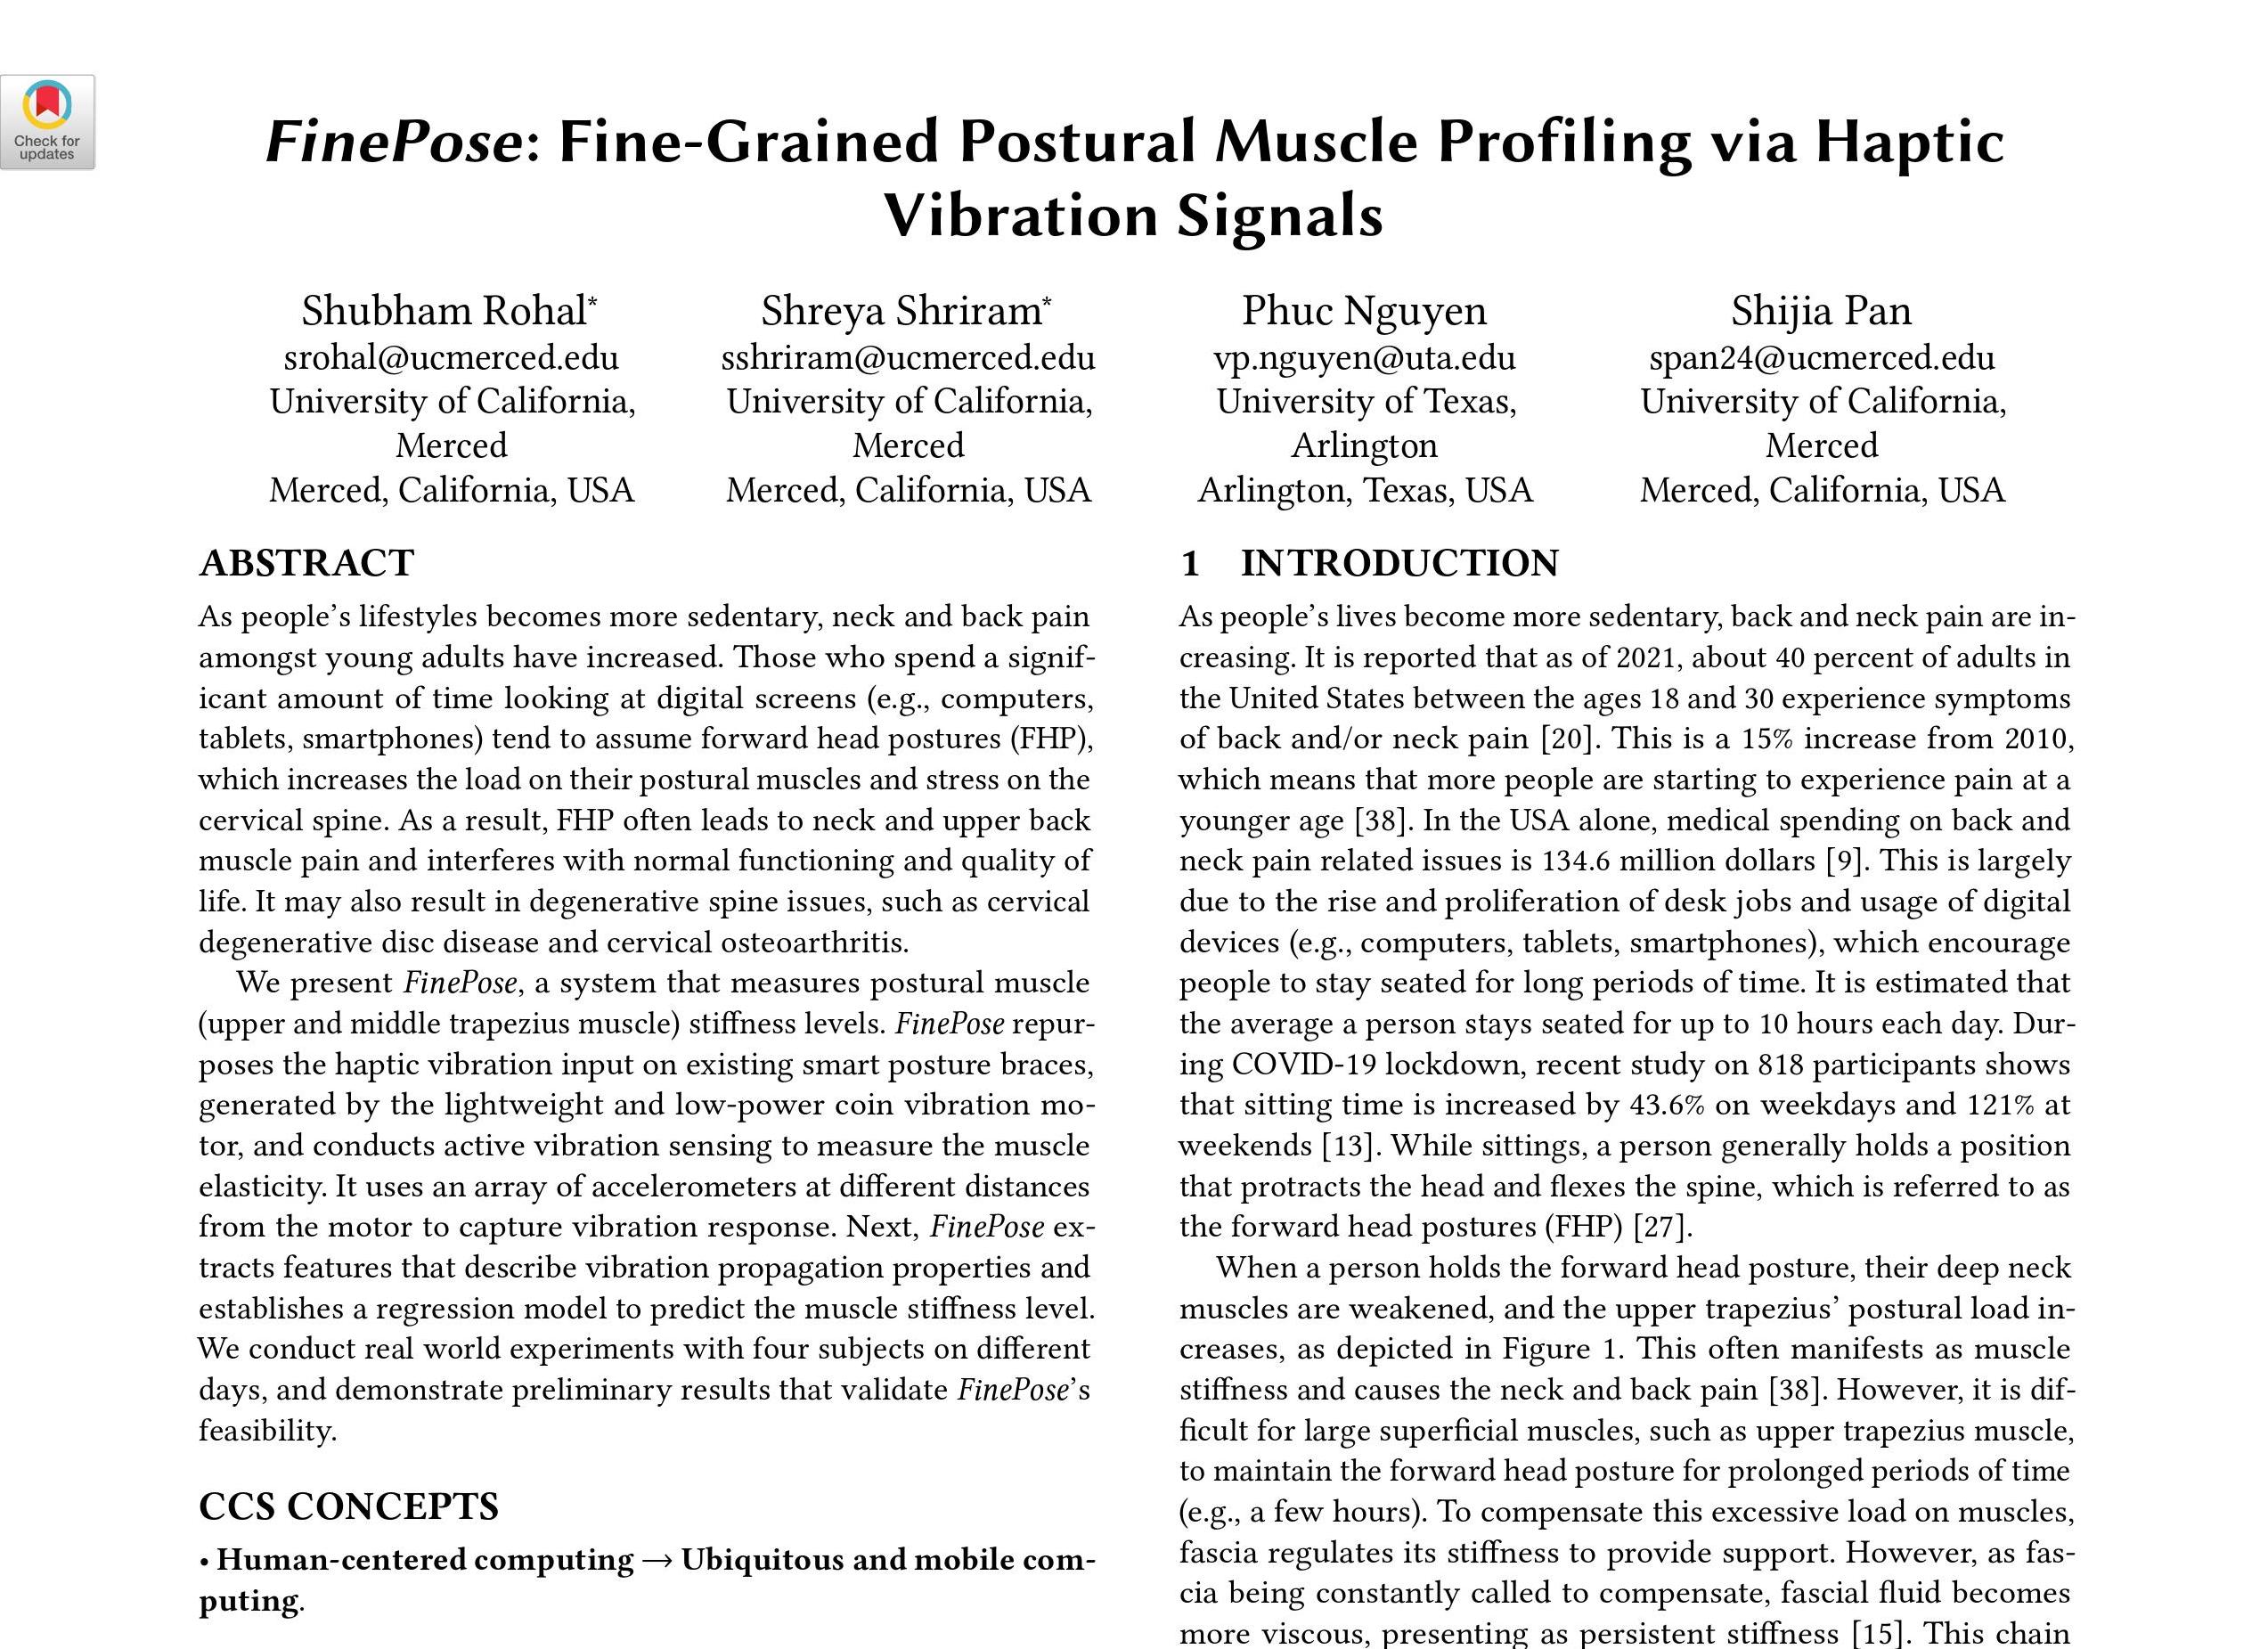 Check for
updates
FinePose: Fine-Grained Postural Muscle Profiling via Haptic
Vibration Signals
Shubham Rohal*
srohal@ucmerced.edu
University of California,
Merced
Merced, California, USA
Shreya Shriram*
sshriram@ucmerced.edu
University of California,
Merced
Merced, California, USA
Phuc Nguyen
vp.nguyen@uta.edu
University of Texas,
Arlington
Arlington, Texas, USA
Shijia Pan
span24@ucmerced.edu
University of California,
Merced
Merced, California, USA
ABSTRACT
As people's lifestyles becomes more sedentary, neck and back pain
amongst young adults have increased. Those who spend a signif-
icant amount of time looking at digital screens (e.g., computers,
tablets, smartphones) tend to assume forward head postures (FHP),
which increases the load on their postural muscles and stress on the
cervical spine. As a result, FHP often leads to neck and upper back
muscle pain and interferes with normal functioning and quality of
life. It may also result in degenerative spine issues, such as cervical
degenerative disc disease and cervical osteoarthritis.
We present FinePose, a system that measures postural muscle
(upper and middle trapezius muscle) stiffness levels. FinePose repur-
poses the haptic vibration input on existing smart posture braces,
generated by the lightweight and low-power coin vibration mo-
tor, and conducts active vibration sensing to measure the muscle
elasticity. It uses an array of accelerometers at different distances
from the motor to capture vibration response. Next, FinePose ex-
tracts features that describe vibration propagation properties and
establishes a regression model to predict the muscle stiffness level.
We conduct real world experiments with four subjects on different
days, and demonstrate preliminary results that validate FinePose's
feasibility.
CCS CONCEPTS
• Human-centered computing → Ubiquitous and mobile com-
puting.
1 INTRODUCTION
As people's lives become more sedentary, back and neck pain are in-
creasing. It is reported that as of 2021, about 40 percent of adults in
the United States between the ages 18 and 30 experience symptoms
of back and/or neck pain [20]. This is a 15% increase from 2010,
which means that more people are starting to experience pain at a
younger age [38]. In the USA alone, medical spending on back and
neck pain related issues is 134.6 million dollars [9]. This is largely
due to the rise and proliferation of desk jobs and usage of digital
devices (e.g., computers, tablets, smartphones), which encourage
people to stay seated for long periods of time. It is estimated that
the average a person stays seated for up to 10 hours each day. Dur-
ing COVID-19 lockdown, recent study on 818 participants shows
that sitting time is increased by 43.6% on weekdays and 121% at
weekends [13]. While sittings, a person generally holds a position
that protracts the head and flexes the spine, which is referred to as
the forward head postures (FHP) [27].
When a person holds the forward head posture, their deep neck
muscles are weakened, and the upper trapezius' postural load in-
creases, as depicted in Figure 1. This often manifests as muscle
stiffness and causes the neck and back pain [38]. However, it is dif-
ficult for large superficial muscles, such as upper trapezius muscle,
to maintain the forward head posture for prolonged periods of time
(e.g., a few hours). To compensate this excessive load on muscles,
fascia regulates its stiffness to provide support. However, as fas-
cia being constantly called to compensate, fascial fluid becomes
more viscous, presenting as persistent stiffness [15]. This chain